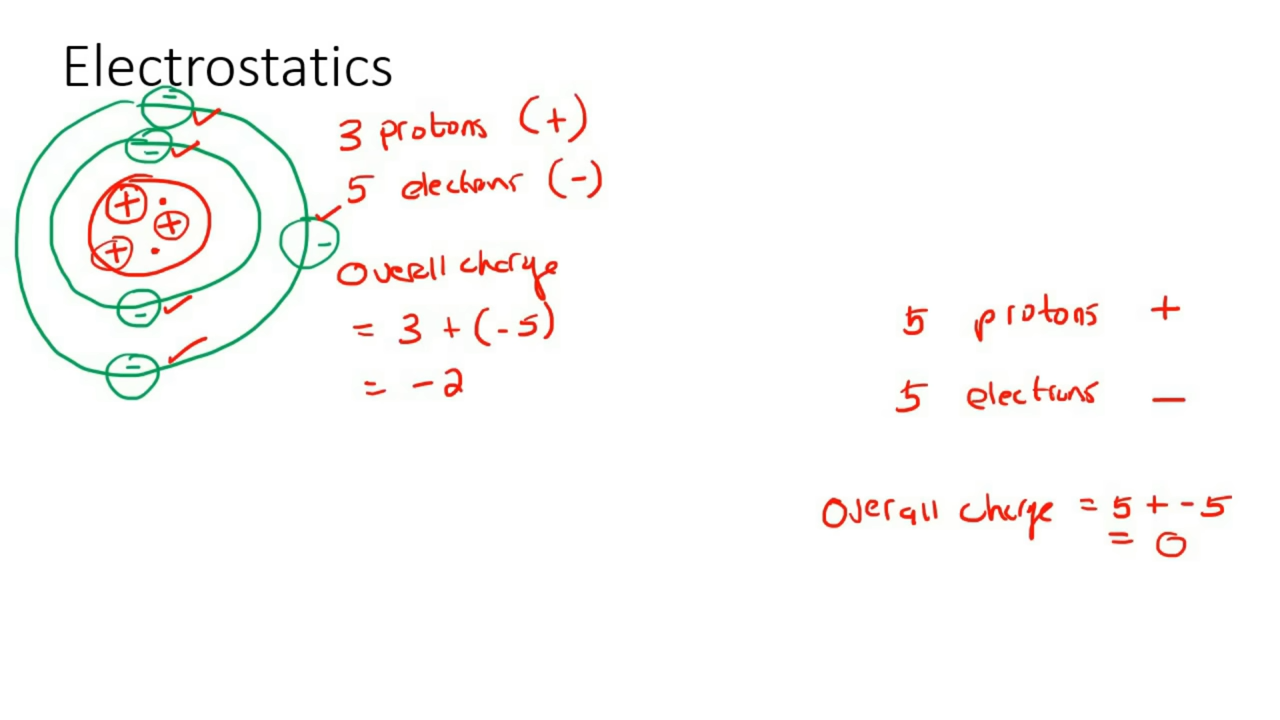 Electrostatics
3 protons (+)
5 electrons (-)
Overall charge
= 3 + (-5)
= -2
5 protons +
5 electrons —
Overall charge = 5 + -5
= 0